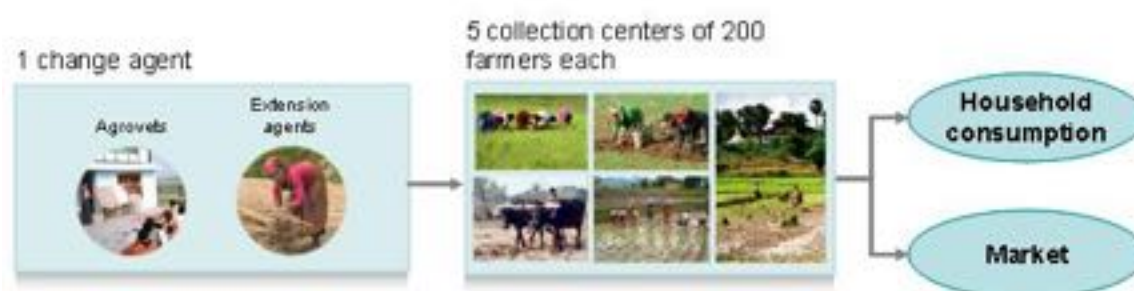 1 change agent
5 collection centers of 200
farmers each
Agrovets
Extension
agents
Household
consumption
Market